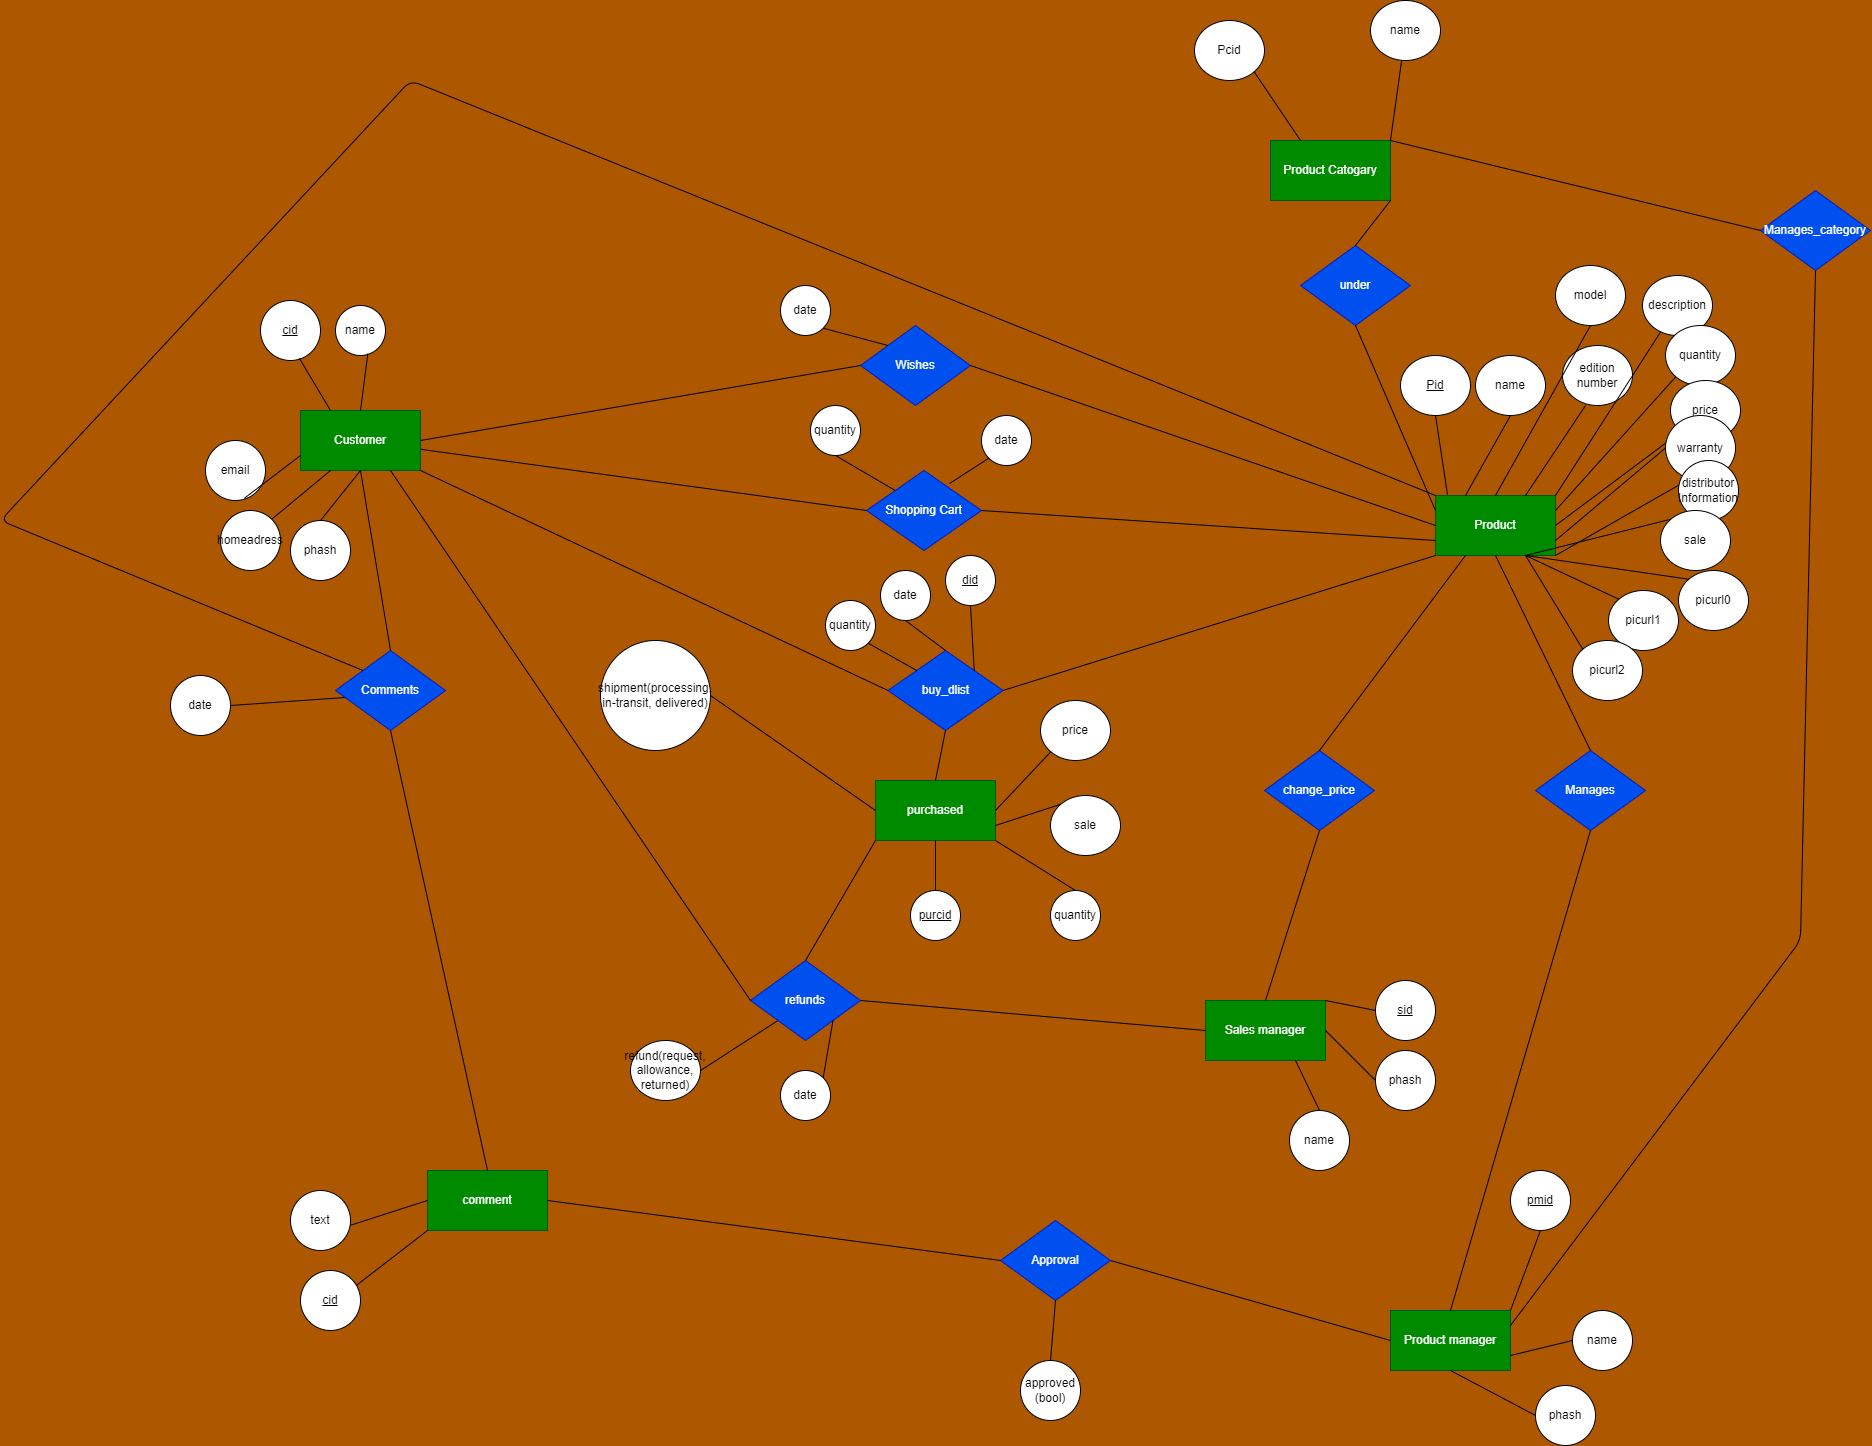 name
Pcid
Product Catogary
Manages_category
under
model
description
date
cid
name
quantity
Wishes
edition
number
Pid
name
price
quantity
date
Customer
warranty
email
distributor
nformation
Shopping Cart
Product
homeadress
phash
sale
did
date
picurl0
quantity
picurl1
picurl2
shipment(processing,
in-transit, delivered)
Comments
buy_dlist
date
price
change_price
Manages
purchased
sale
purcid
quantity
refunds
sid
Sales manager
refund(request,
allowance,
returned)
phash
date
name
comment
pmid
text
Approval
cid
Product manager
name
approved
(bool)
phash